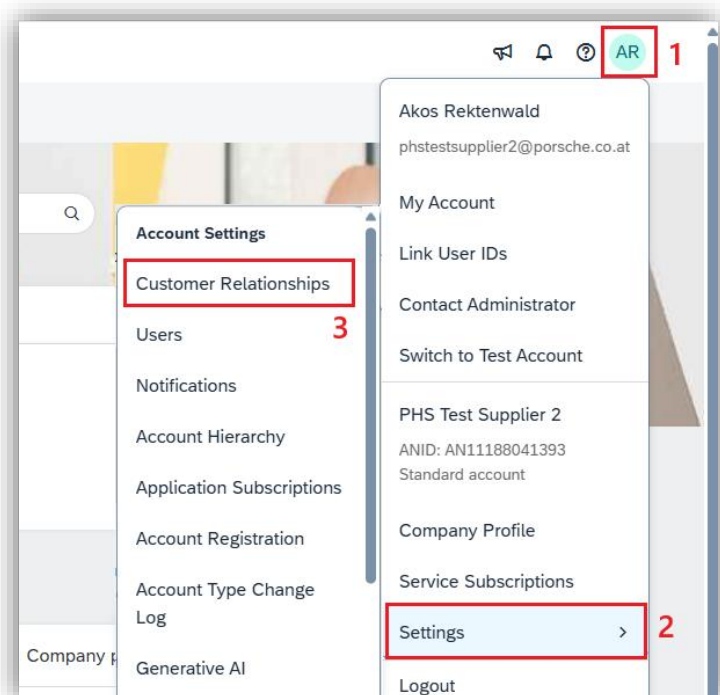 AR
1
Akos Rektenwald
phstestsupplier2@porsche.co.at
My Account
Link User IDs
Contact Administrator
Switch to Test Account
PHS Test Supplier 2
ANID: AN11188041393
Standard account
Company Profile
Service Subscriptions
Settings
2
Logout
Account Settings
Customer Relationships
3
Users
Notifications
Account Hierarchy
Application Subscriptions
Account Registration
Account Type Change
Log
Generative AI
Company